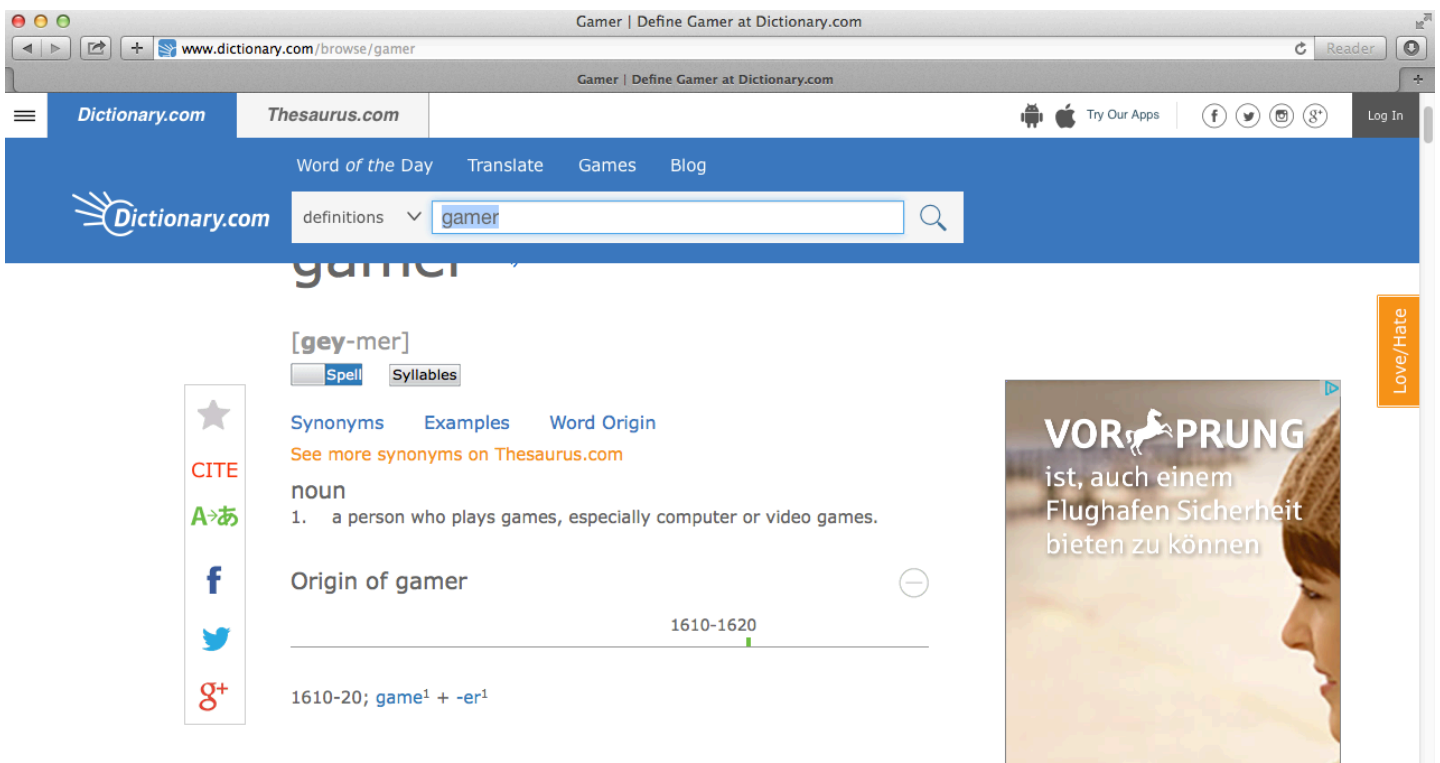 Gamer | Define Gamer at Dictionary.com
www.dictionary.com/browse/gamer
Reader
Gamer | Define Gamer at Dictionary.com
Dictionary.com
Thesaurus.com
Try Our Apps
Log In
Word of the Day
Translate
Games
Blog
Dictionary.com
definitions
gamer
gamer
[gey-mer]
Spell
Syllables
Synonyms
Examples
Word Origin
See more synonyms on Thesaurus.com
noun
1. a person who plays games, especially computer or video games.
Origin of gamer
1610-1620
1610-20; game¹ + -er¹
CITE
A→あ
f
g+
Love/Hate
VORSPRUNG
ist, auch einem
Flughafen Sicherheit
bieten zu können